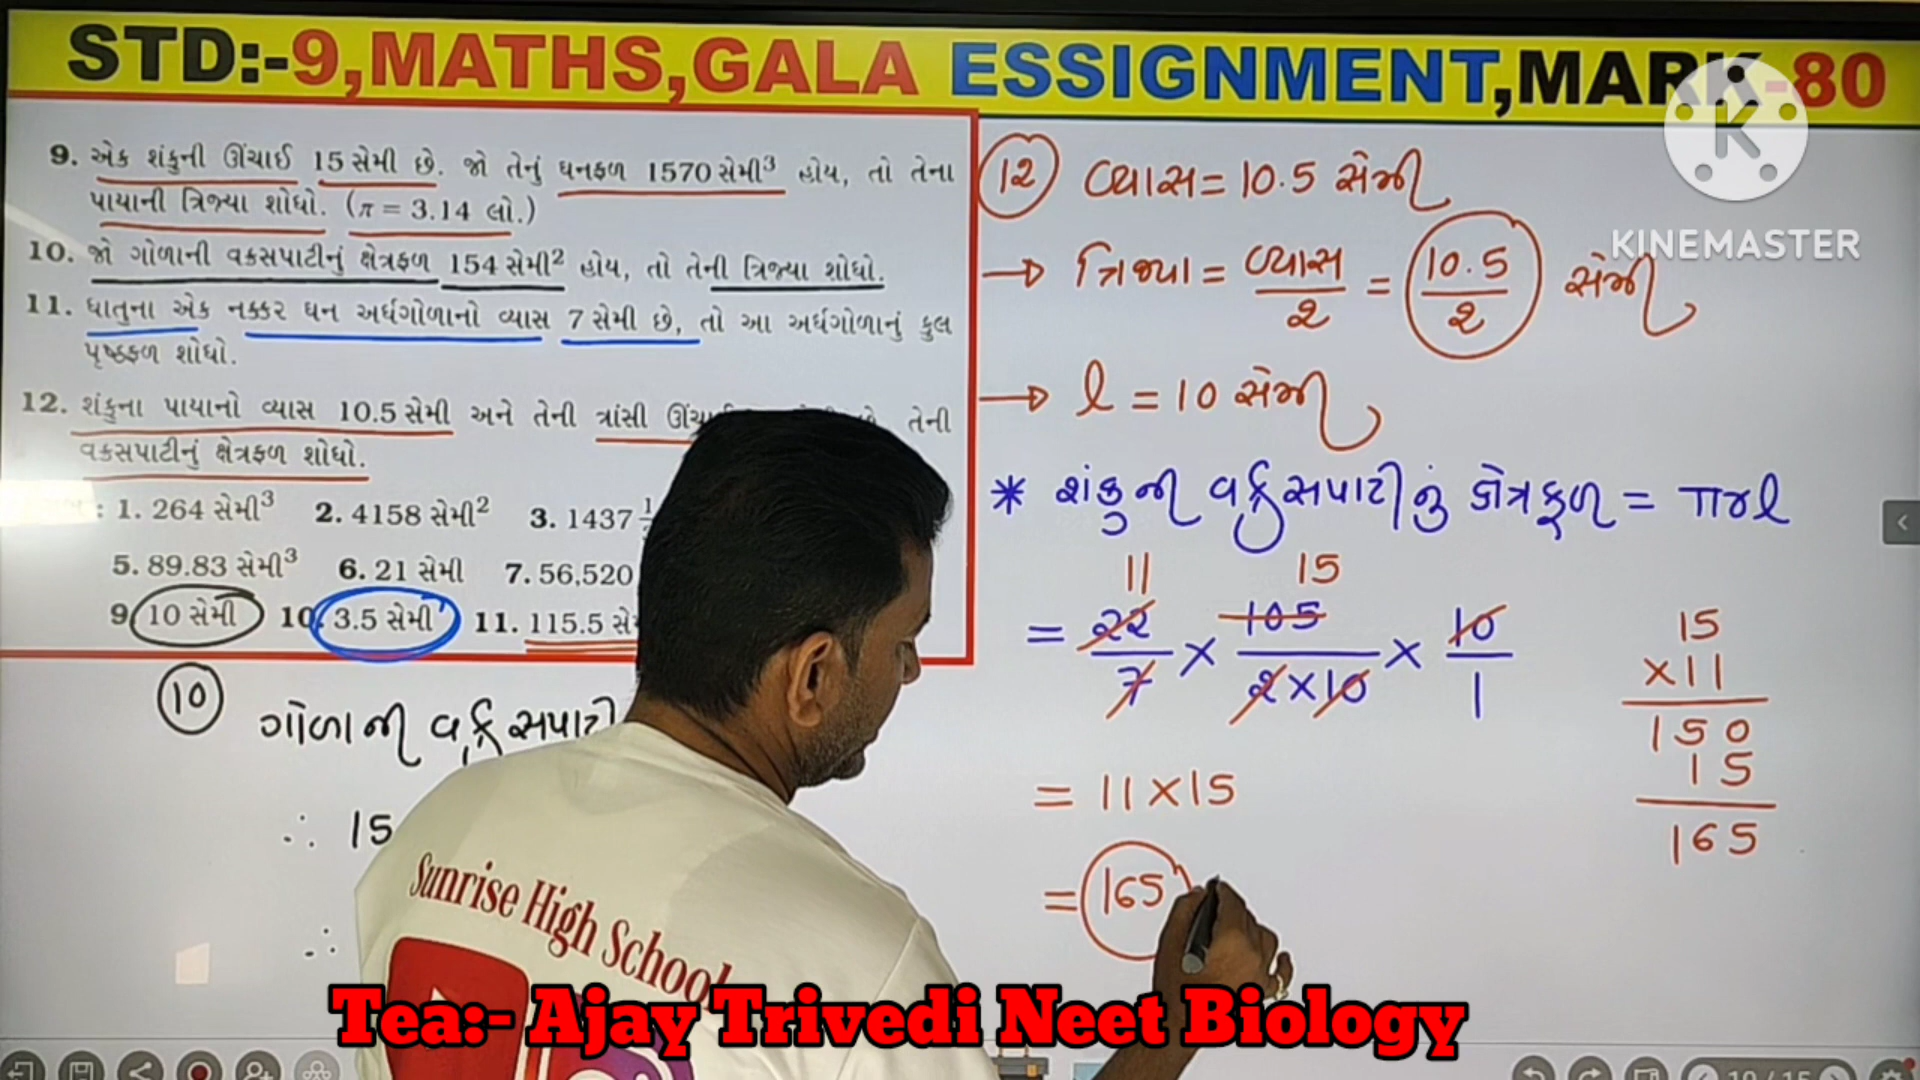 STD:-9,MATHS,GALA ESSIGNMENT,MARK-80
K
KINEMASTER
9. એક શંકુની ઊંચાઈ 15 સેમી છે. જો તેનું ઘનફળ 1570 સેમી³ હોય, તો તેના
પાયાની ત્રિજ્યા શોધો. (π = 3.14 લો.)
10. જો ગોળાની વક્રસપાટીનું ક્ષેત્રફળ 154 સેમી² હોય, તો તેની ત્રિજ્યા શોધો.
11. ધાતુના એક નક્કર ઘન અર્ધગોળાનો વ્યાસ 7 સેમી છે, તો આ અર્ધગોળાનું કુલ
પૃષ્ઠફળ શોધો.
12. શંકુના પાયાનો વ્યાસ 10.5 સેમી અને તેની ત્રાંસી તેની
વક્રસપાટીનું ક્ષેત્રફળ શોધો.
: 1. 264 સેમી³ 2. 4158 સેમી² 3. 1437
5. 89.83 સેમી³ 6. 21 સેમી 7. 56,520
9. 10 સેમી 10. 3.5 સેમી 11. 115.5
10 ગોળાની વક્રસપાટી
∴ 15
∴
12 વ્યાસ = 10.5 સેમી
→ ત્રિજ્યા = વ્યાસ/2 = 10.5/2 સેમી
→ l = 10 સેમી
* શંકુની વક્રસપાટીનું ક્ષેત્રફળ = πrl
11 15
= 22/7 × 105/2×10 × 10/1
= 11×15
= 165
15
×11
150
15
165
Sunrise High School
Tea:- Ajay Trivedi Neet Biology
10 / 15